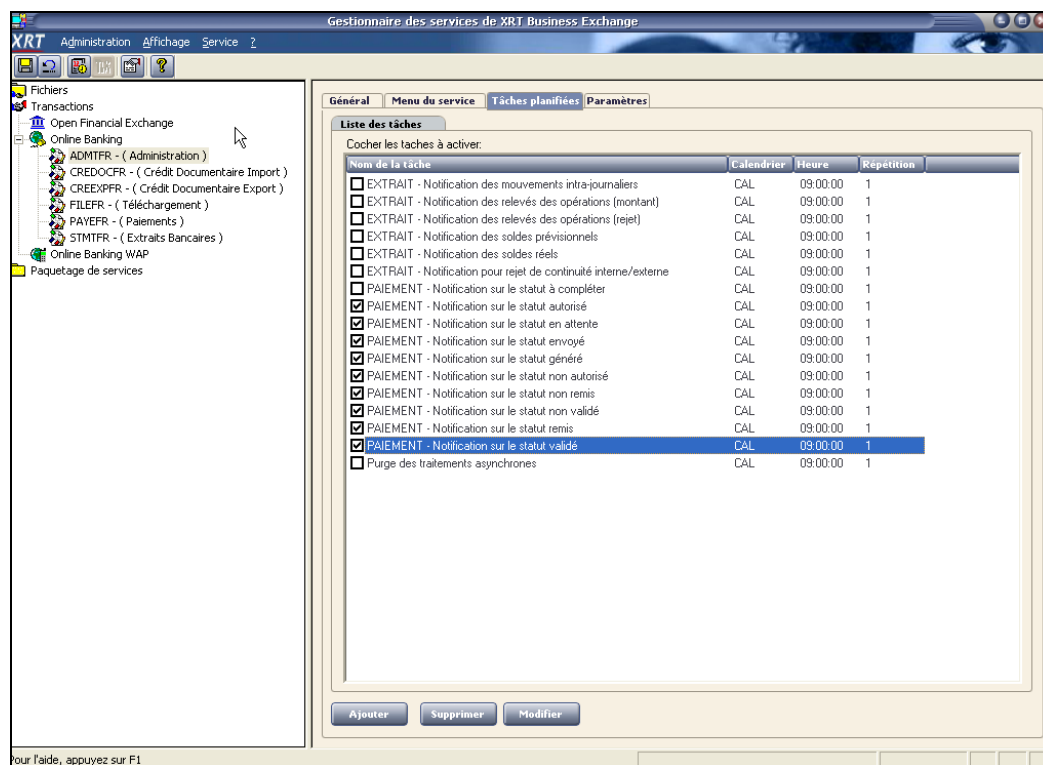 Gestionnaire des services de XRT Business Exchange
XRT Administration Affichage Service ?
Fichiers
Transactions
Open Financial Exchange
Online Banking
ADMTFR - ( Administration )
CREDOCFR - ( Crédit Documentaire Import )
CREEXPFR - ( Crédit Documentaire Export )
FILEFR - ( Téléchargement )
PAYEFR - ( Paiements )
STMTFR - ( Extraits Bancaires )
Online Banking WAP
Paquetage de services
Général Menu du service Tâches planifiées Paramètres
Liste des tâches
Cocher les taches à activer:
Nom de la tâche Calendrier Heure Répétition
EXTRAIT - Notification des mouvements intra-journaliers CAL 09:00:00 1
EXTRAIT - Notification des relevés des opérations (montant) CAL 09:00:00 1
EXTRAIT - Notification des relevés des opérations (rejet) CAL 09:00:00 1
EXTRAIT - Notification des soldes prévisionnels CAL 09:00:00 1
EXTRAIT - Notification des soldes réels CAL 09:00:00 1
EXTRAIT - Notification pour rejet de continuité interne/externe CAL 09:00:00 1
PAIEMENT - Notification sur le statut à compléter CAL 09:00:00 1
PAIEMENT - Notification sur le statut autorisé CAL 09:00:00 1
PAIEMENT - Notification sur le statut en attente CAL 09:00:00 1
PAIEMENT - Notification sur le statut envoyé CAL 09:00:00 1
PAIEMENT - Notification sur le statut généré CAL 09:00:00 1
PAIEMENT - Notification sur le statut non autorisé CAL 09:00:00 1
PAIEMENT - Notification sur le statut non remis CAL 09:00:00 1
PAIEMENT - Notification sur le statut non validé CAL 09:00:00 1
PAIEMENT - Notification sur le statut remis CAL 09:00:00 1
PAIEMENT - Notification sur le statut validé CAL 09:00:00 1
Purge des traitements asynchrones CAL 09:00:00 1
Ajouter Supprimer Modifier
Pour l'aide, appuyez sur F1